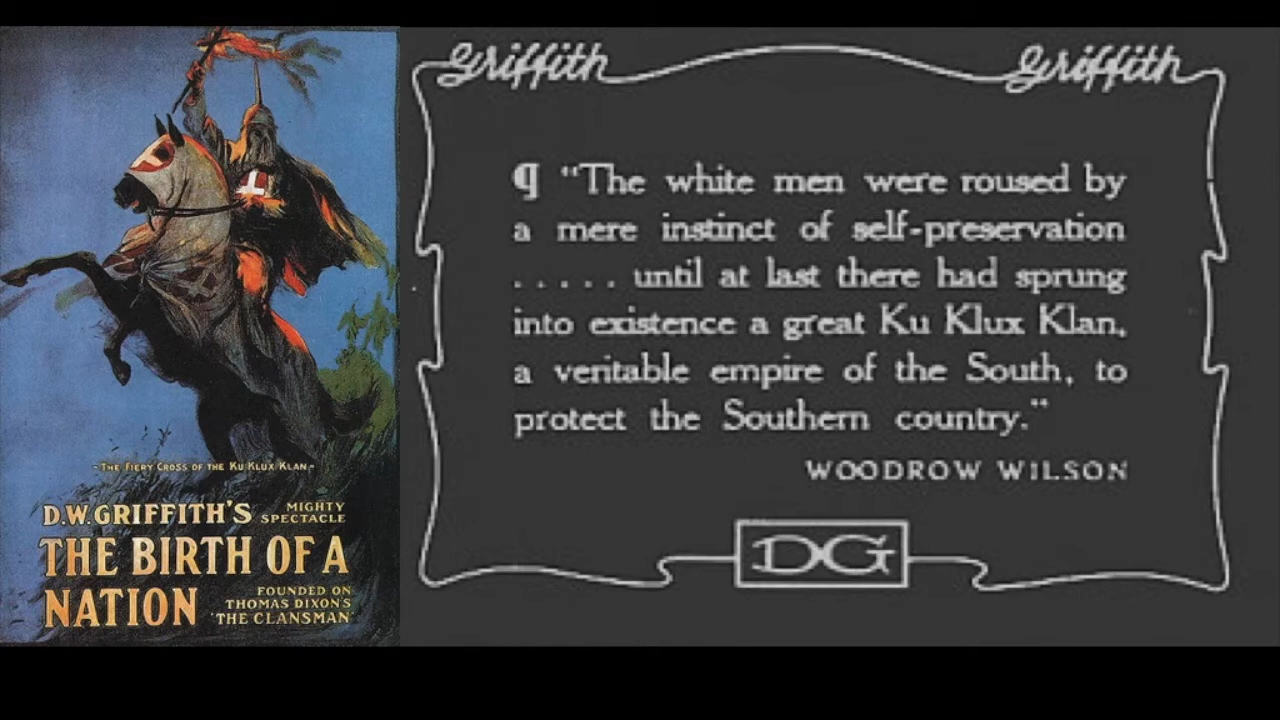 ~THE FIERY CROSS OF THE KU KLUX KLAN~
D.W. GRIFFITH'S MIGHTY SPECTACLE
THE BIRTH OF A
NATION
FOUNDED ON
THOMAS DIXON'S
'THE CLANSMAN'
Griffith Griffith
¶ "The white men were roused by
a mere instinct of self-preservation
. . . . . until at last there had sprung
into existence a great Ku Klux Klan,
a veritable empire of the South, to
protect the Southern country."
WOODROW WILSON
DG